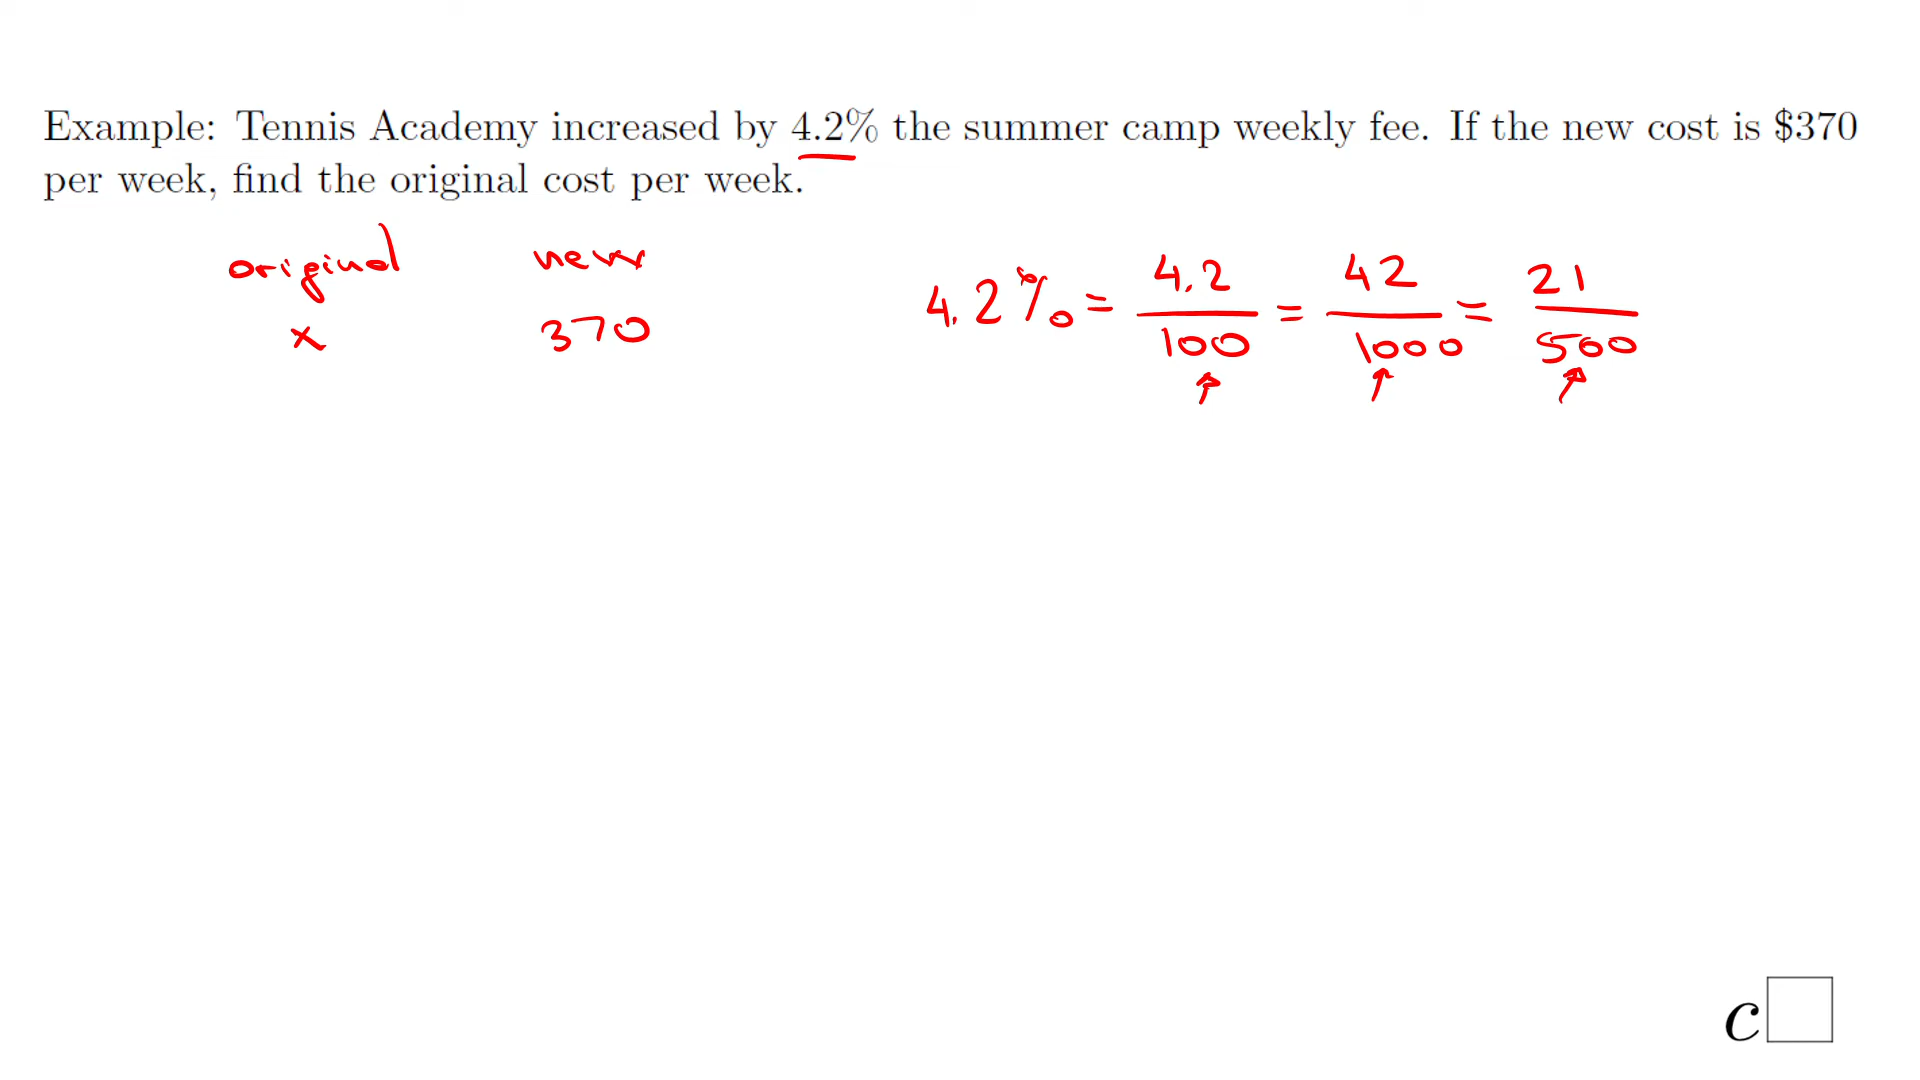 Example: Tennis Academy increased by 4.2% the summer camp weekly fee. If the new cost is $370
per week, find the original cost per week.
original new
x 370
4.2% = 4.2/100 = 42/1000 = 21/500
c